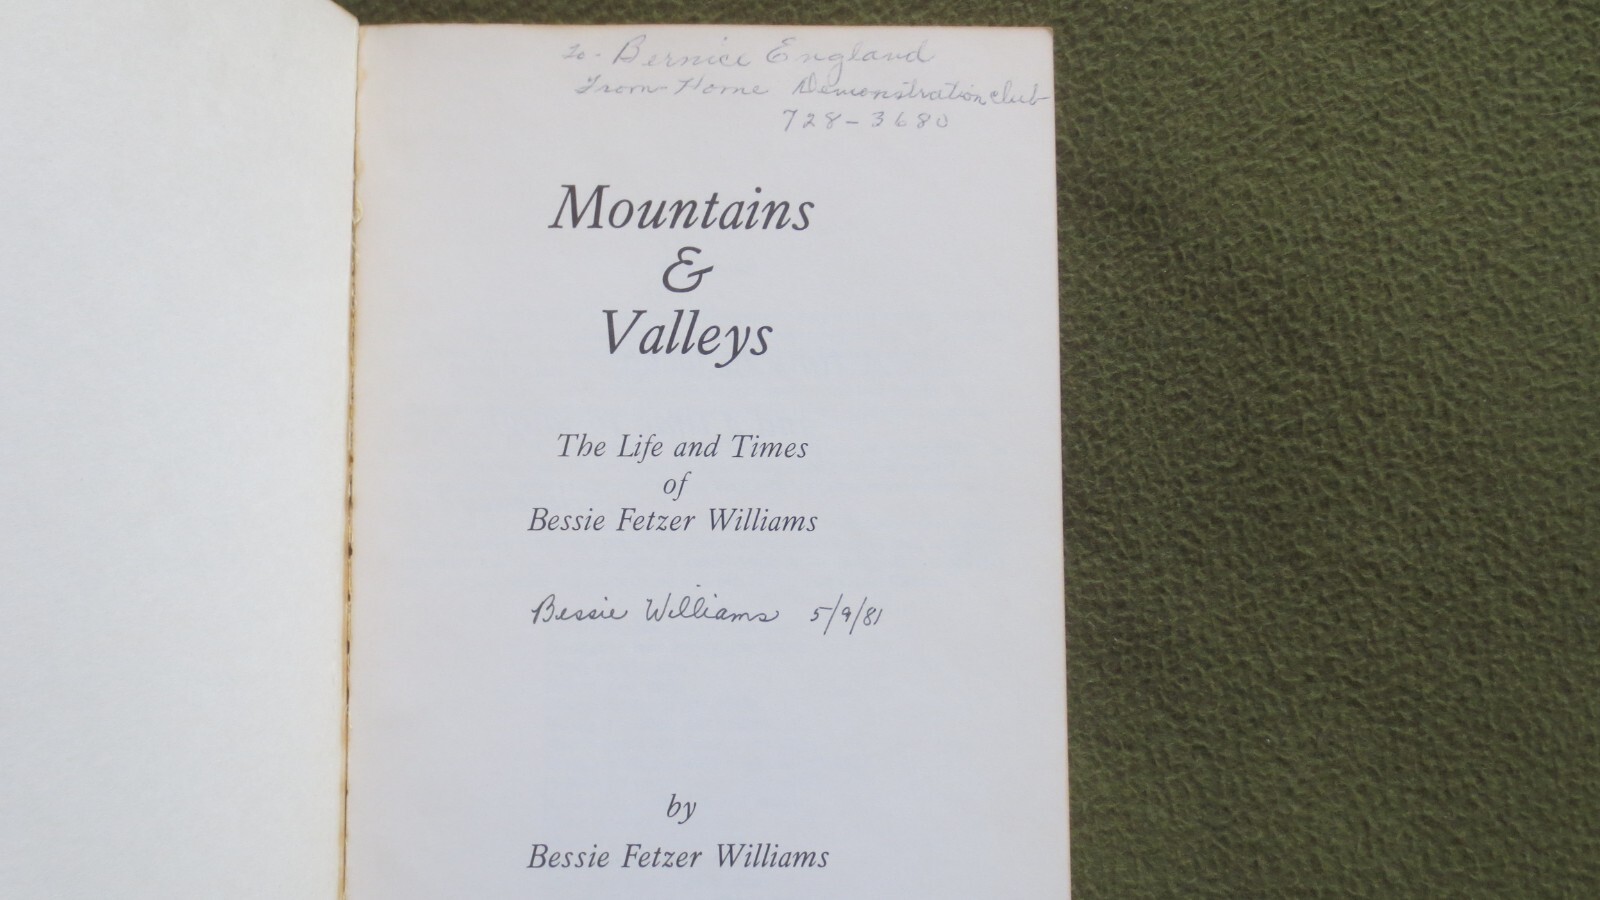 To - Bernice England
From Home Demonstration club
728-3680
Mountains
&
Valleys
The Life and Times
of
Bessie Fetzer Williams
Bessie Williams 5/9/81
by
Bessie Fetzer Williams